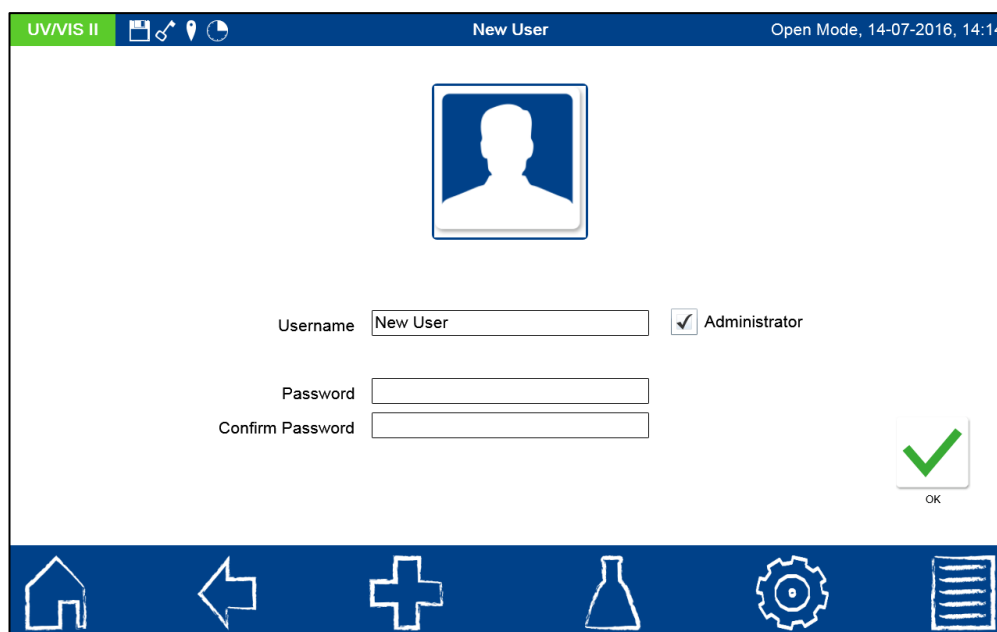 UV/VIS II New User Open Mode, 14-07-2016, 14:14
Username New User Administrator
Password
Confirm Password
OK